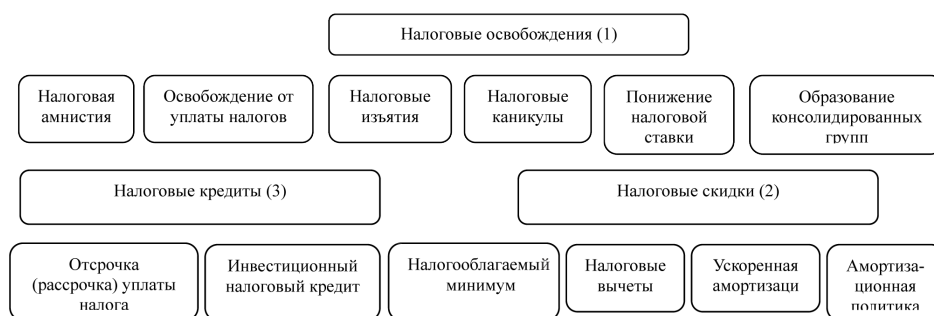 Налоговые освобождения (1)
Налоговая
амнистия
Освобождение от
уплаты налогов
Налоговые
изъятия
Налоговые
каникулы
Понижение
налоговой
ставки
Образование
консолидированных
групп
Налоговые кредиты (3)
Налоговые скидки (2)
Отсрочка
(рассрочка) уплаты
налога
Инвестиционный
налоговый кредит
Налогооблагаемый
минимум
Налоговые
вычеты
Ускоренная
амортизаци
Амортиза-
ционная
политика